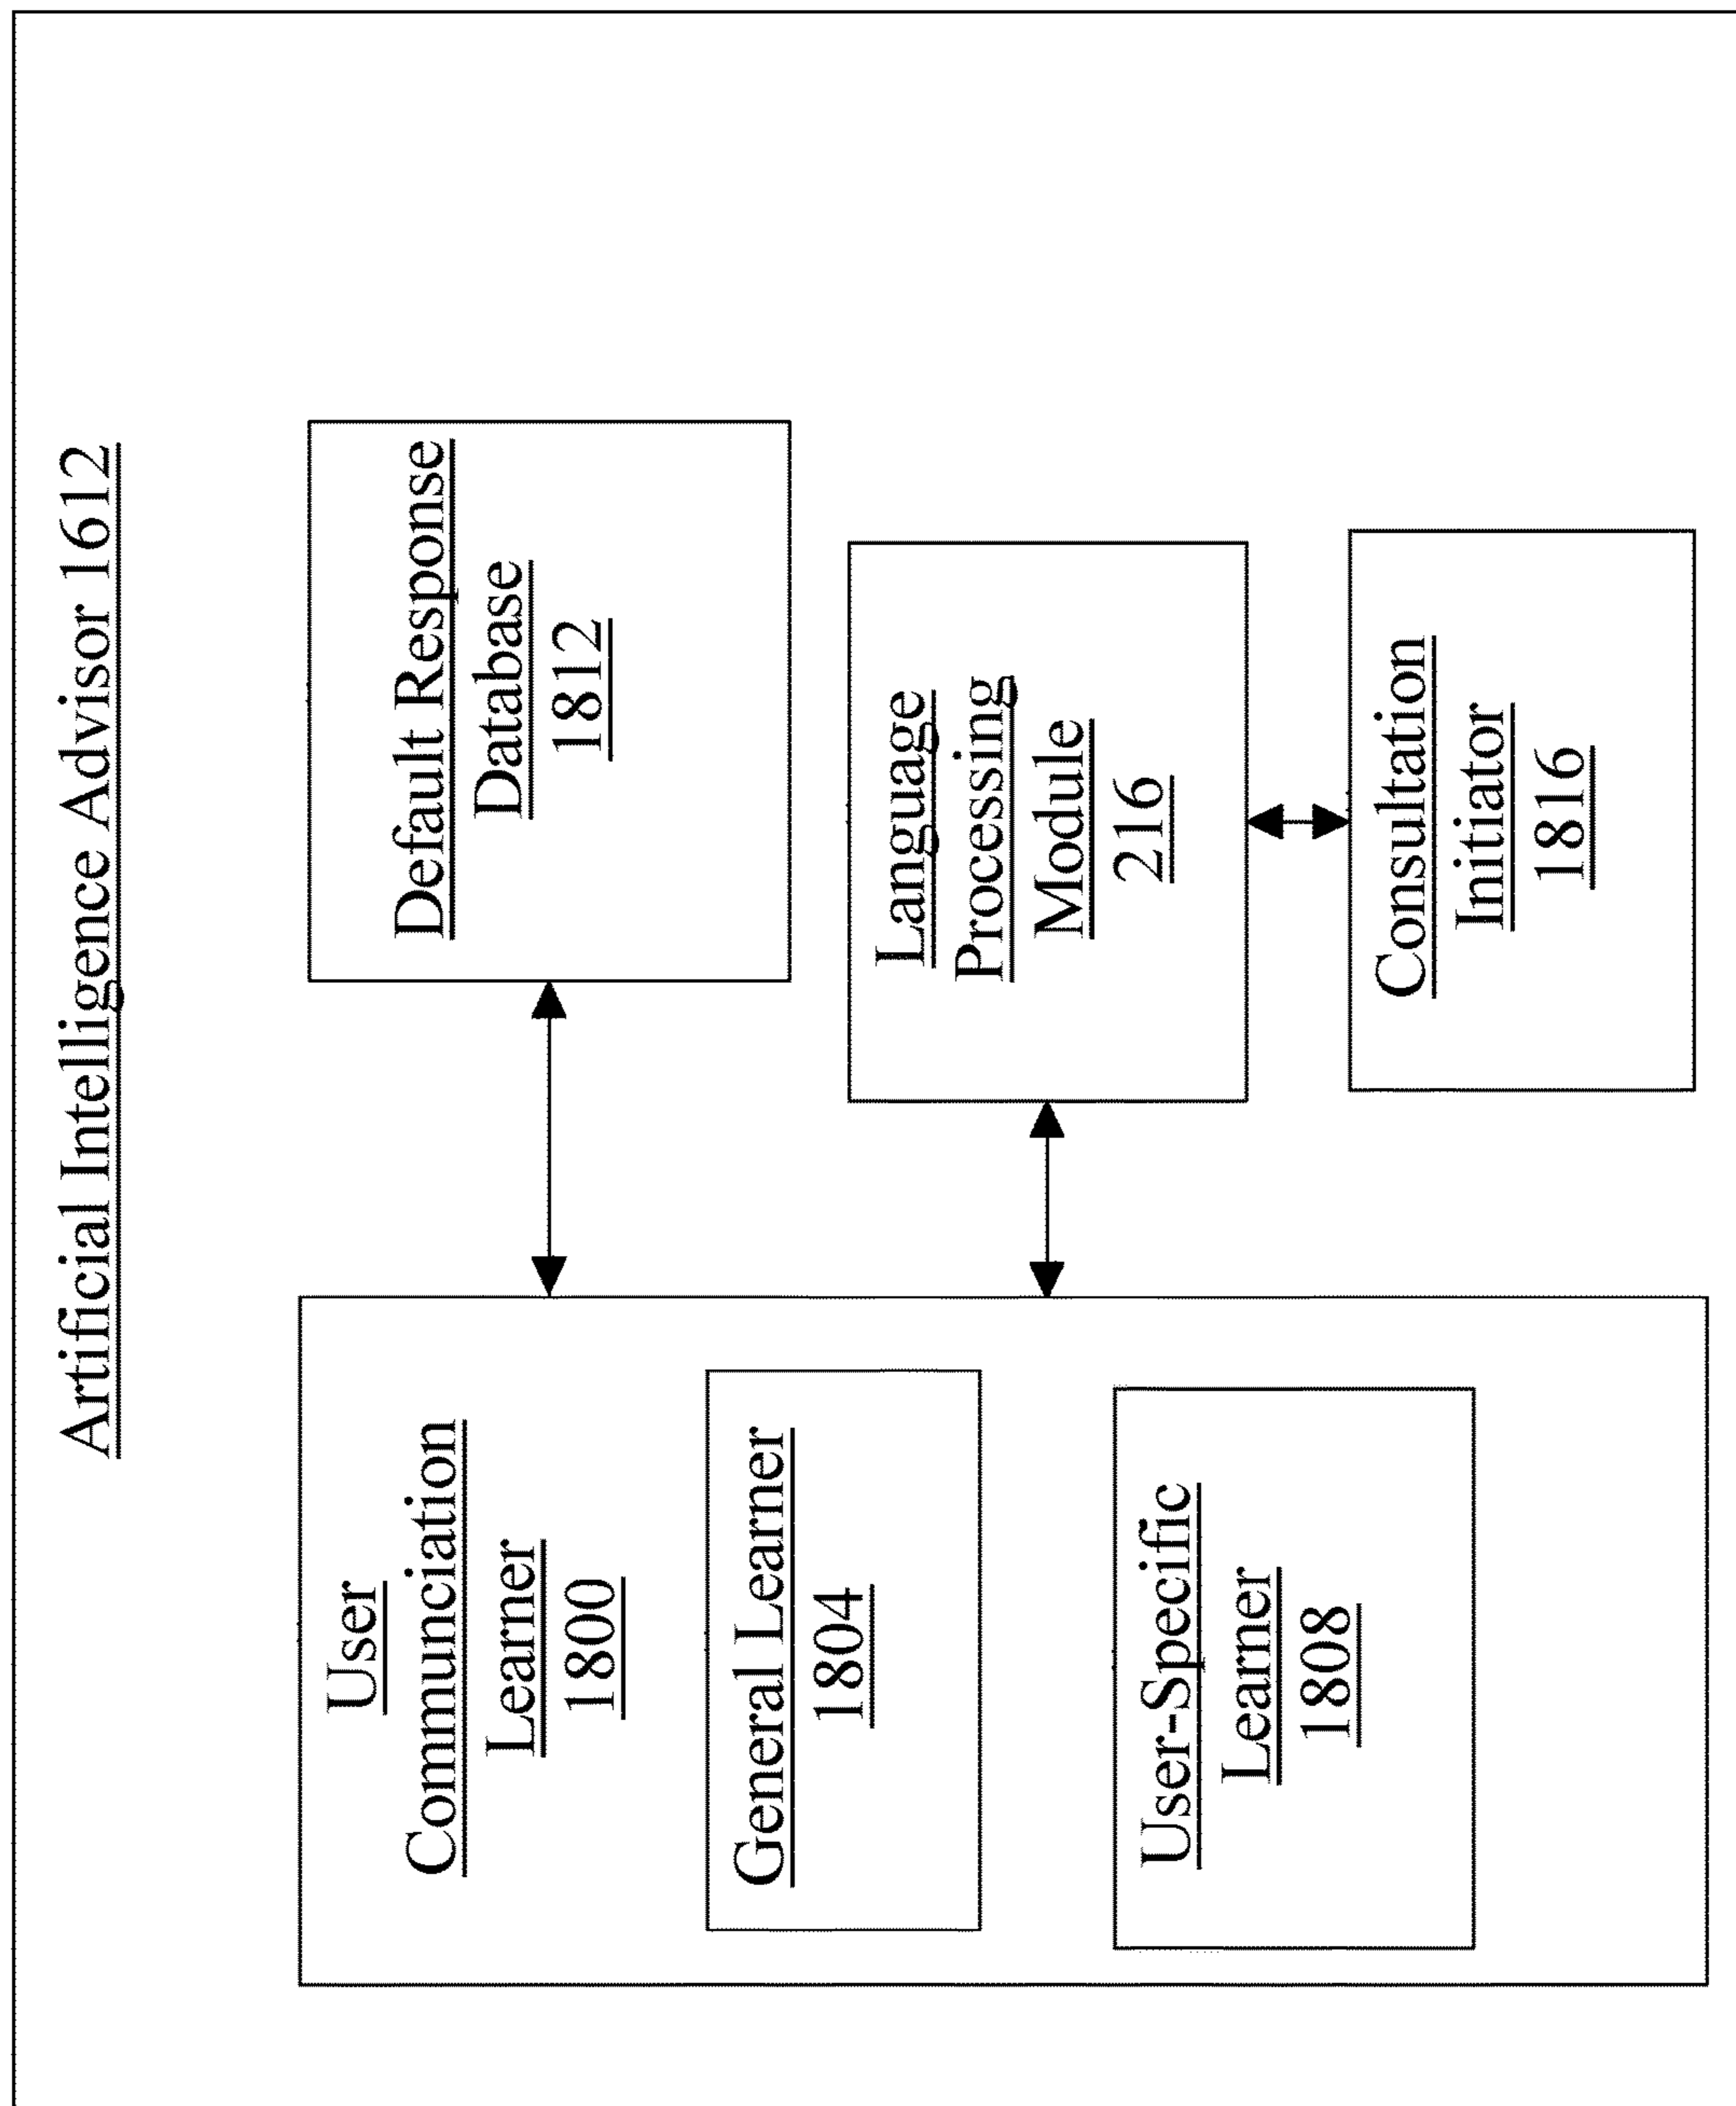 Artificial Intelligence Advisor 1612
User
Communciation
Learner
1800
General Learner
1804
User-Specific
Learner
1808
Default Response
Database
1812
Language
Processing
Module
216
Consultation
Initiator
1816